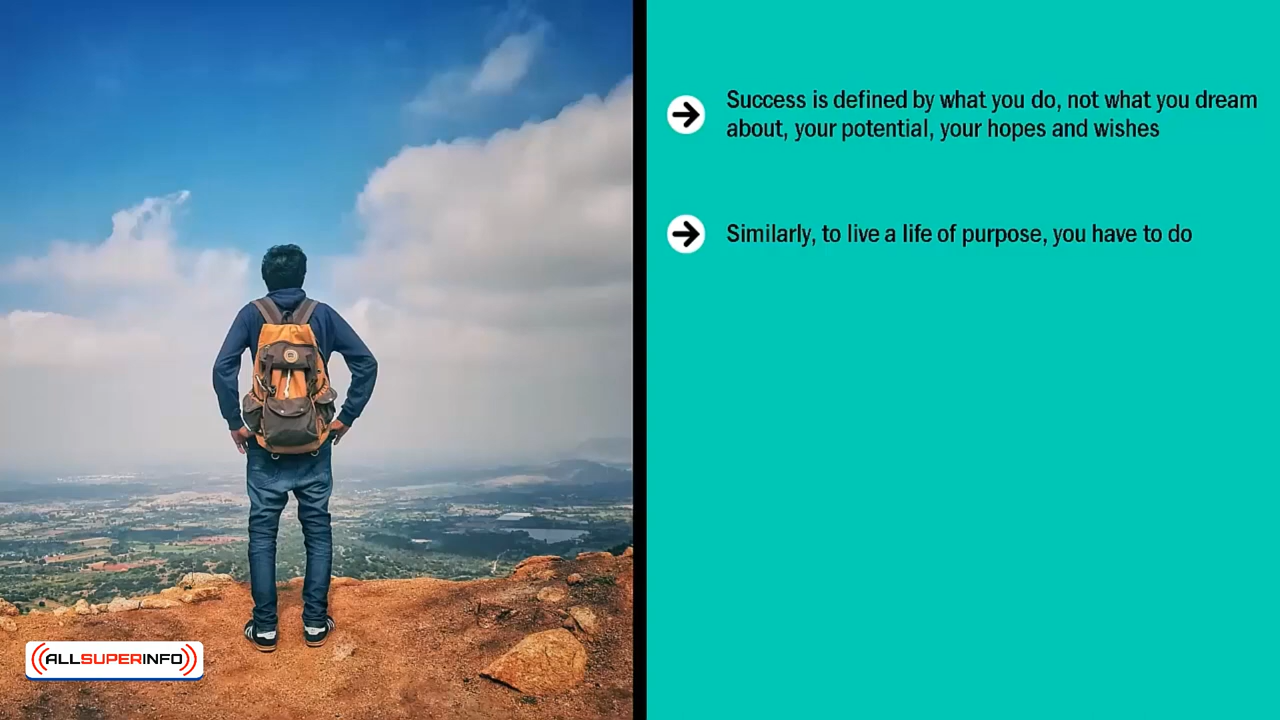 Success is defined by what you do, not what you dream
about, your potential, your hopes and wishes
Similarly, to live a life of purpose, you have to do
ALLSUPERINFO